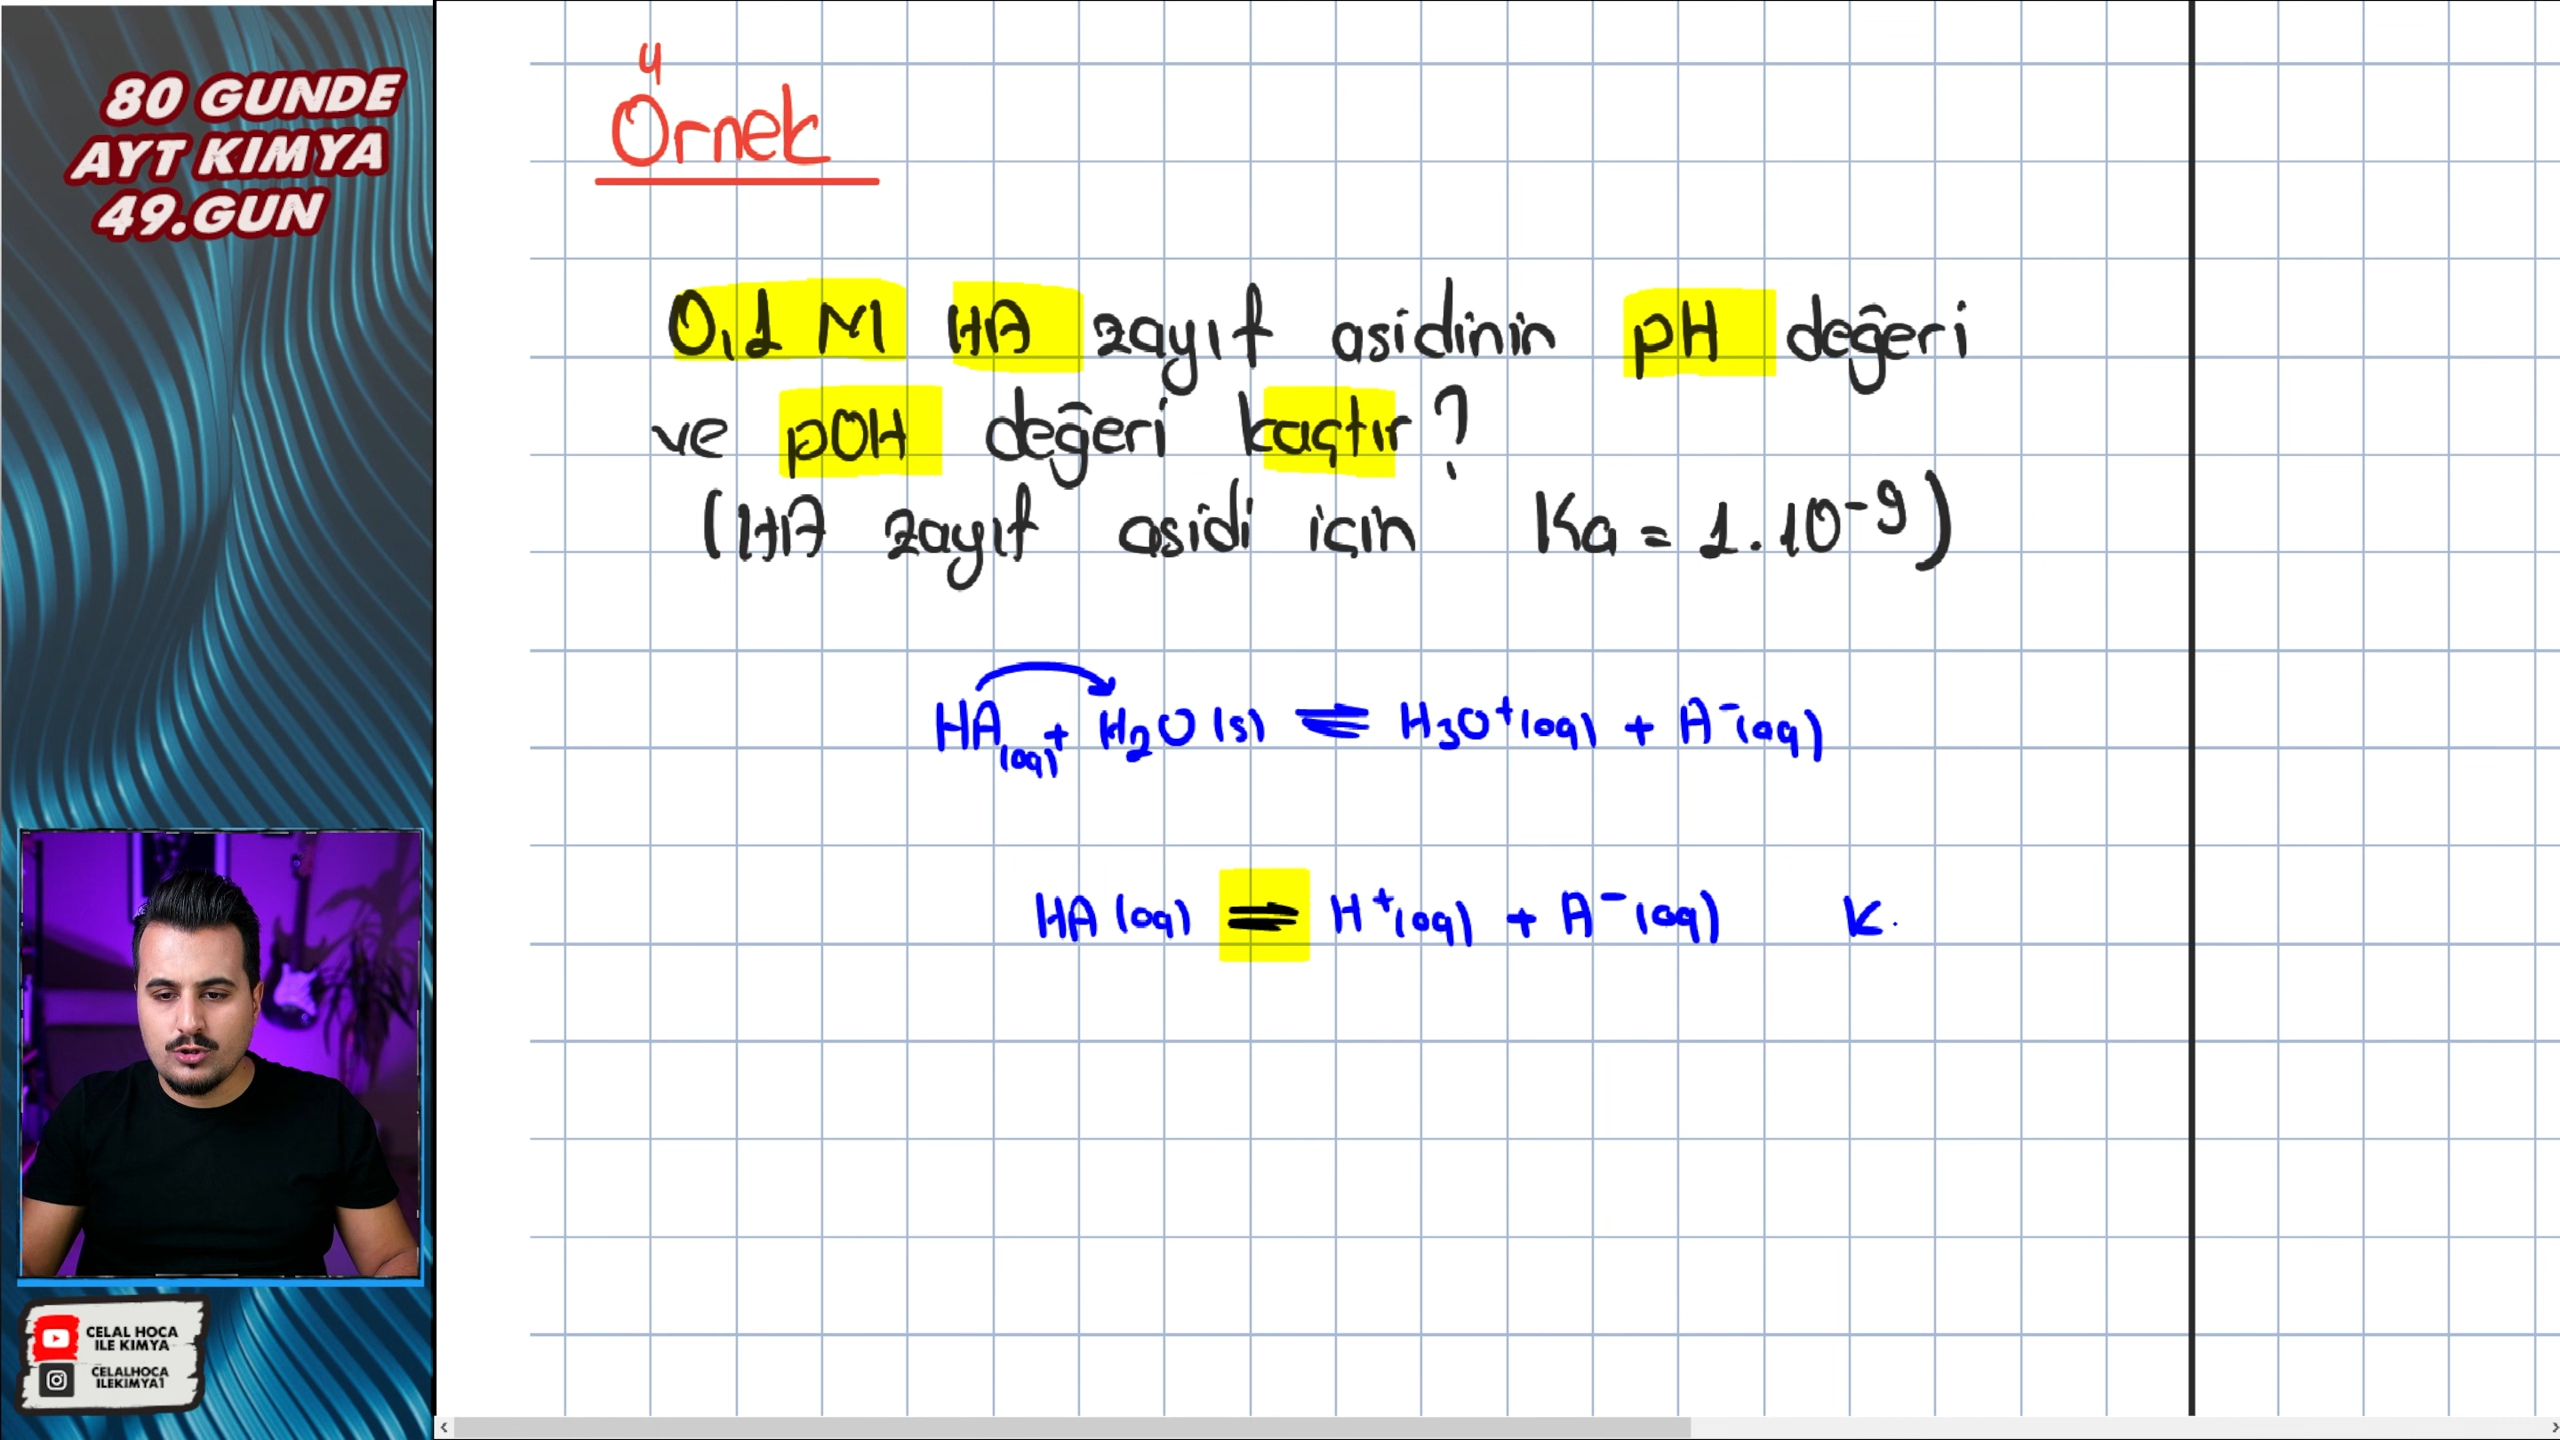 80 GUNDE
AYT KIMYA
49.GUN
Örnek
0,1 M HA zayıf asidinin pH değeri
ve pOH değeri kaçtır?
(HA zayıf asidi için Ka = 1.10⁻⁹)
HA(aq) + H₂O(s) ⇌ H₃O⁺(aq) + A⁻(aq)
HA(aq) ⇌ H⁺(aq) + A⁻(aq) K.
CELAL HOCA
ILE KIMYA
CELALHOCA
ILEKIMYA1